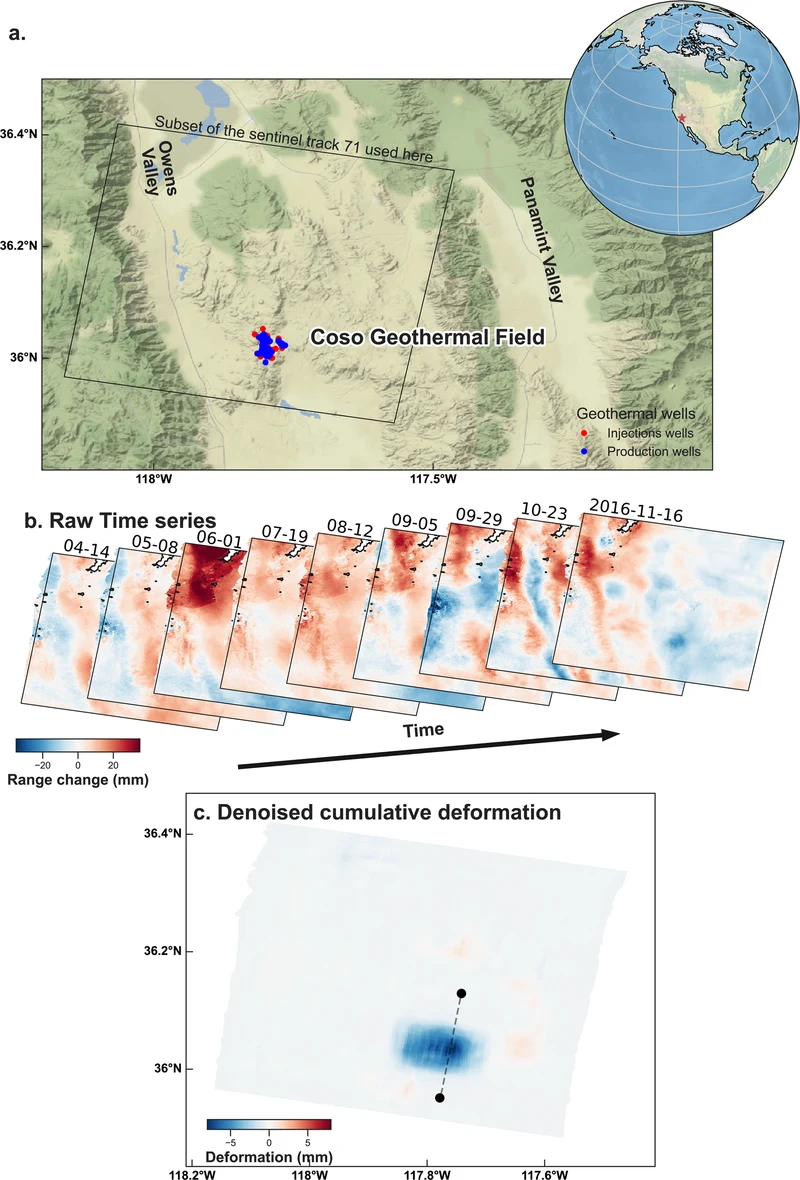 a.
Subset of the sentinel track 71 used here
36.4°N
Owens
Valley
Panamint Valley
36.2°N
Coso Geothermal Field
36°N
Geothermal wells
Injections wells
Production wells
118°W
117.5°W
b. Raw Time series
04-14
05-08
06-01
07-19
08-12
09-05
09-29
10-23
2016-11-16
Time
−20 0 20
Range change (mm)
c. Denoised cumulative deformation
36.4°N
36.2°N
36°N
−5 0 5
Deformation (mm)
118.2°W
118°W
117.8°W
117.6°W